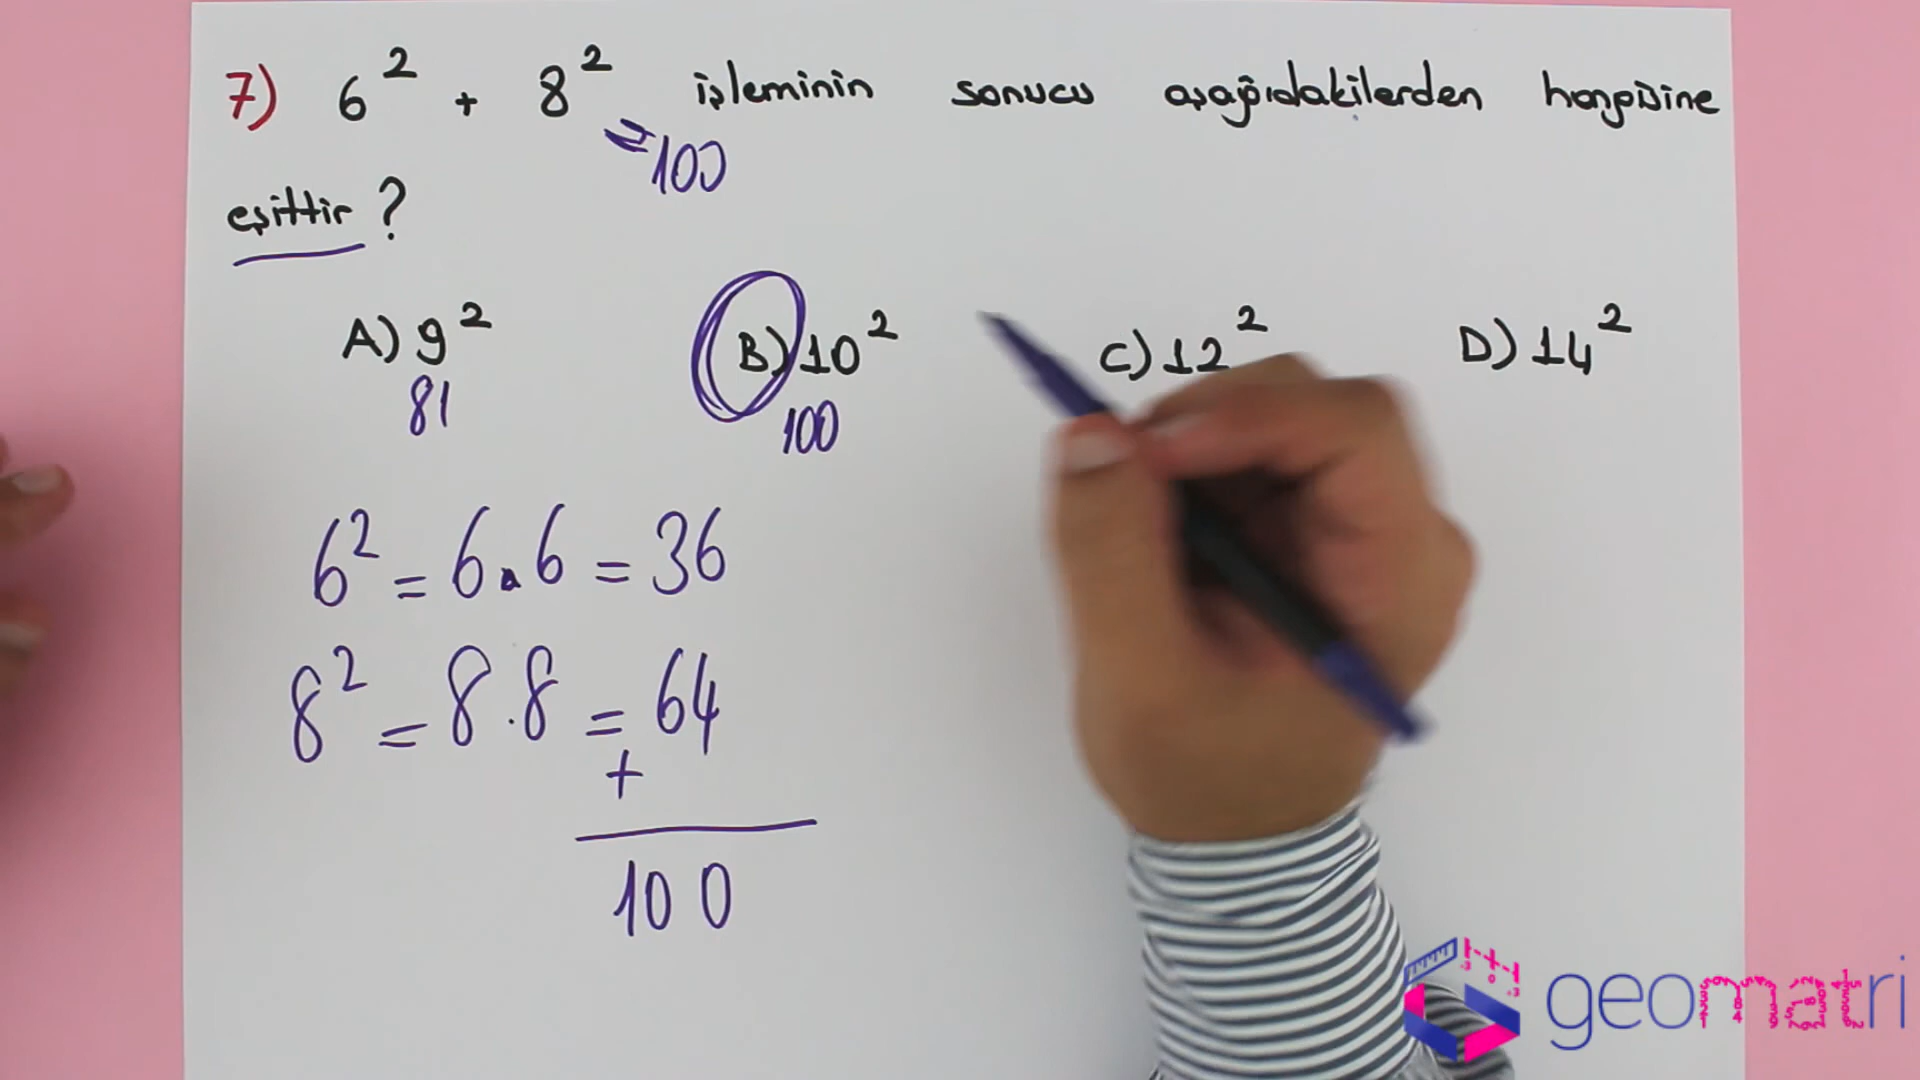 7) 6² + 8² işleminin sonucu aşağıdakilerden hangisine
= 100
eşittir ?
A) 9² B) 10² C) 12² D) 14²
81 100
6² = 6 . 6 = 36
8² = 8 . 8 = 64
+
100
geomatri